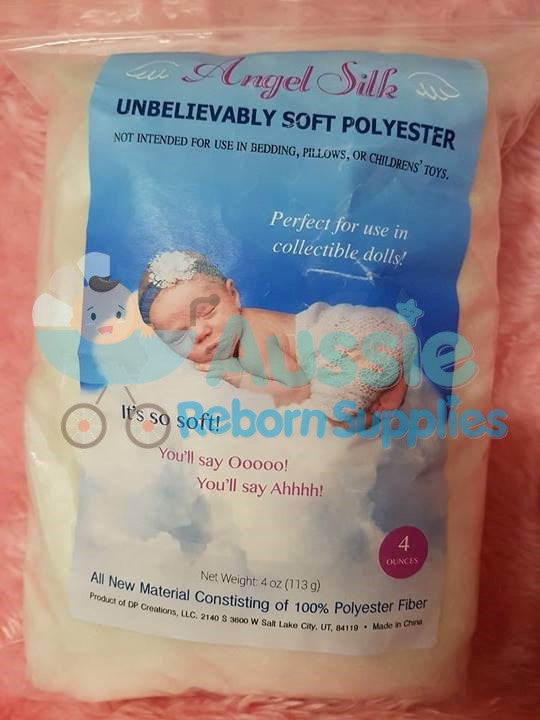 Angel Silk
UNBELIEVABLY SOFT POLYESTER
NOT INTENDED FOR USE IN BEDDING, PILLOWS, OR CHILDRENS' TOYS.
Perfect for use in
collectible dolls!
Aussie
Reborn Supplies
It's so soft!
You'll say Ooooo!
You'll say Ahhhh!
4
OUNCES
Net Weight: 4 oz (113 g)
All New Material Constisting of 100% Polyester Fiber
Product of DP Creations, LLC. 2140 S 3600 W Salt Lake City, UT, 84119 • Made in China